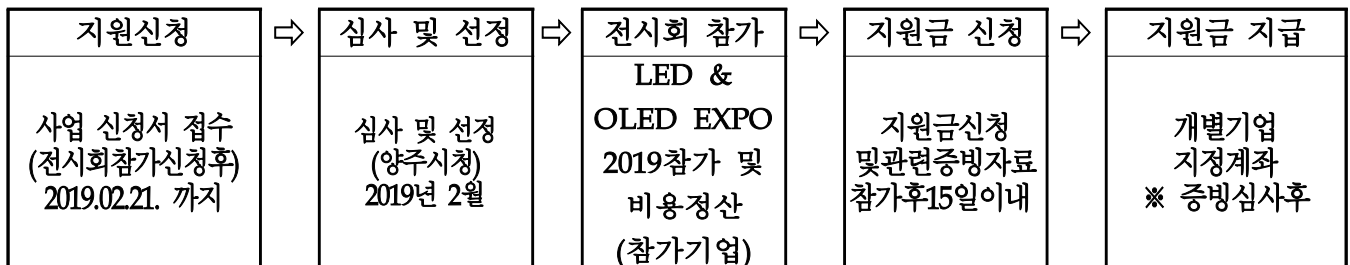 지원신청
사업 신청서 접수
(전시회참가신청후)
2019.02.21. 까지
⇨
심사 및 선정
심사 및 선정
(양주시청)
2019년 2월
⇨
전시회 참가
LED &
OLED EXPO
2019참가 및
비용정산
(참가기업)
⇨
지원금 신청
지원금신청
및관련증빙자료
참가후15일이내
⇨
지원금 지급
개별기업
지정계좌
※ 증빙심사후